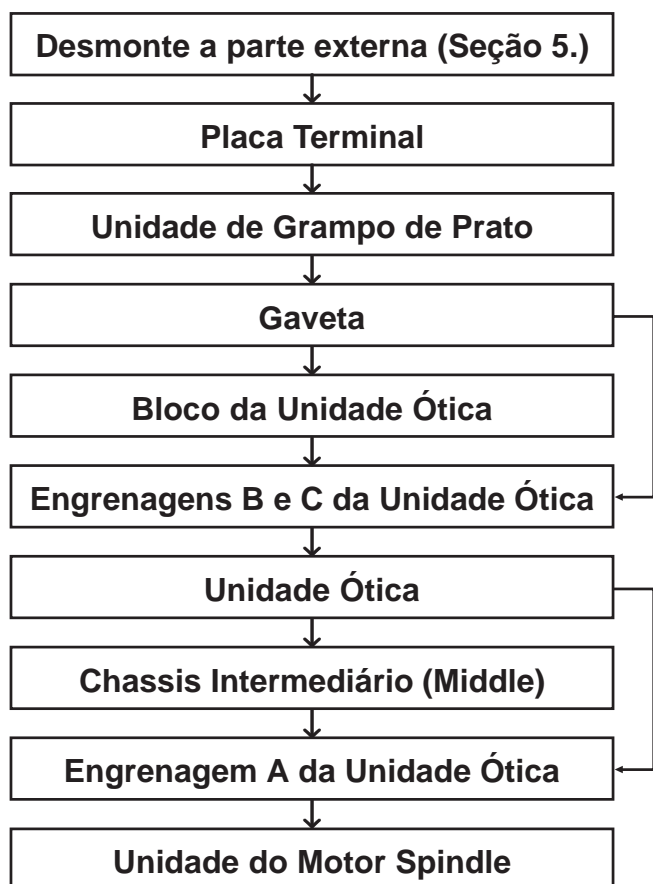 Desmonte a parte externa (Seção 5.)
Placa Terminal
Unidade de Grampo de Prato
Gaveta
Bloco da Unidade Ótica
Engrenagens B e C da Unidade Ótica
Unidade Ótica
Chassis Intermediário (Middle)
Engrenagem A da Unidade Ótica
Unidade do Motor Spindle